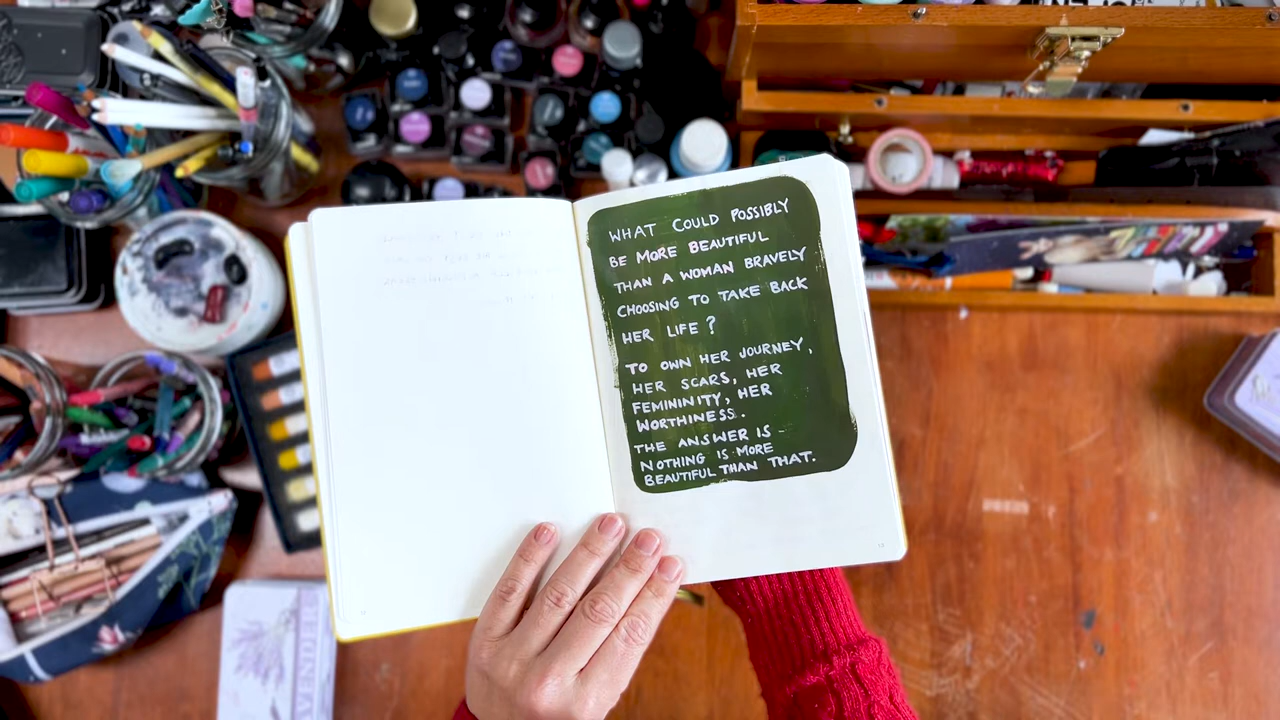 WHAT COULD POSSIBLY
BE MORE BEAUTIFUL
THAN A WOMAN BRAVELY
CHOOSING TO TAKE BACK
HER LIFE?
TO OWN HER JOURNEY,
HER SCARS, HER
FEMININITY, HER
WORTHINESS.
THE ANSWER IS -
NOTHING IS MORE
BEAUTIFUL THAN THAT.